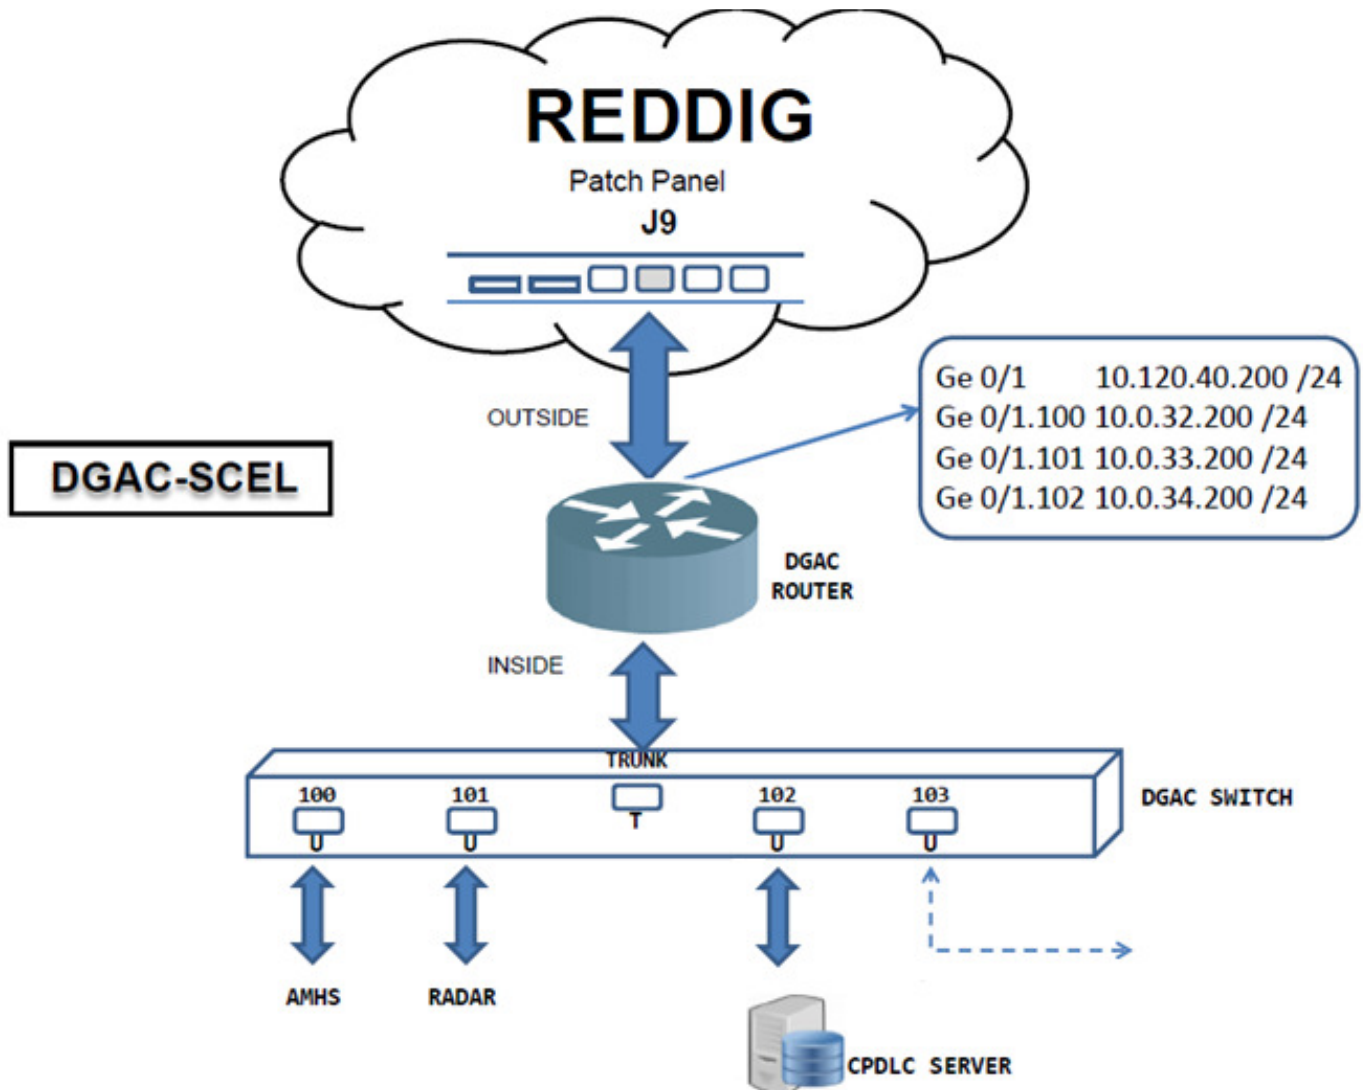 REDDIG
Patch Panel
J9
OUTSIDE
Ge 0/1 10.120.40.200 /24
Ge 0/1.100 10.0.32.200 /24
Ge 0/1.101 10.0.33.200 /24
Ge 0/1.102 10.0.34.200 /24
DGAC-SCEL
DGAC
ROUTER
INSIDE
TRUNK
100 101 T 102 103
U U U U
DGAC SWITCH
AMHS RADAR
CPDLC SERVER